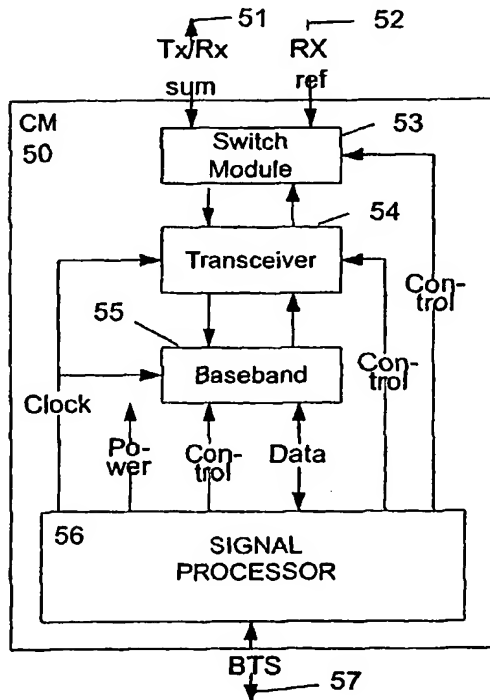 51
52
Tx/Rx
RX
sum
ref
CM
50
Switch
Module
53
54
Transceiver
55
Baseband
Con-
trol
Con-
trol
Clock
Po-
wer
Con-
trol
Data
56
SIGNAL
PROCESSOR
BTS
57